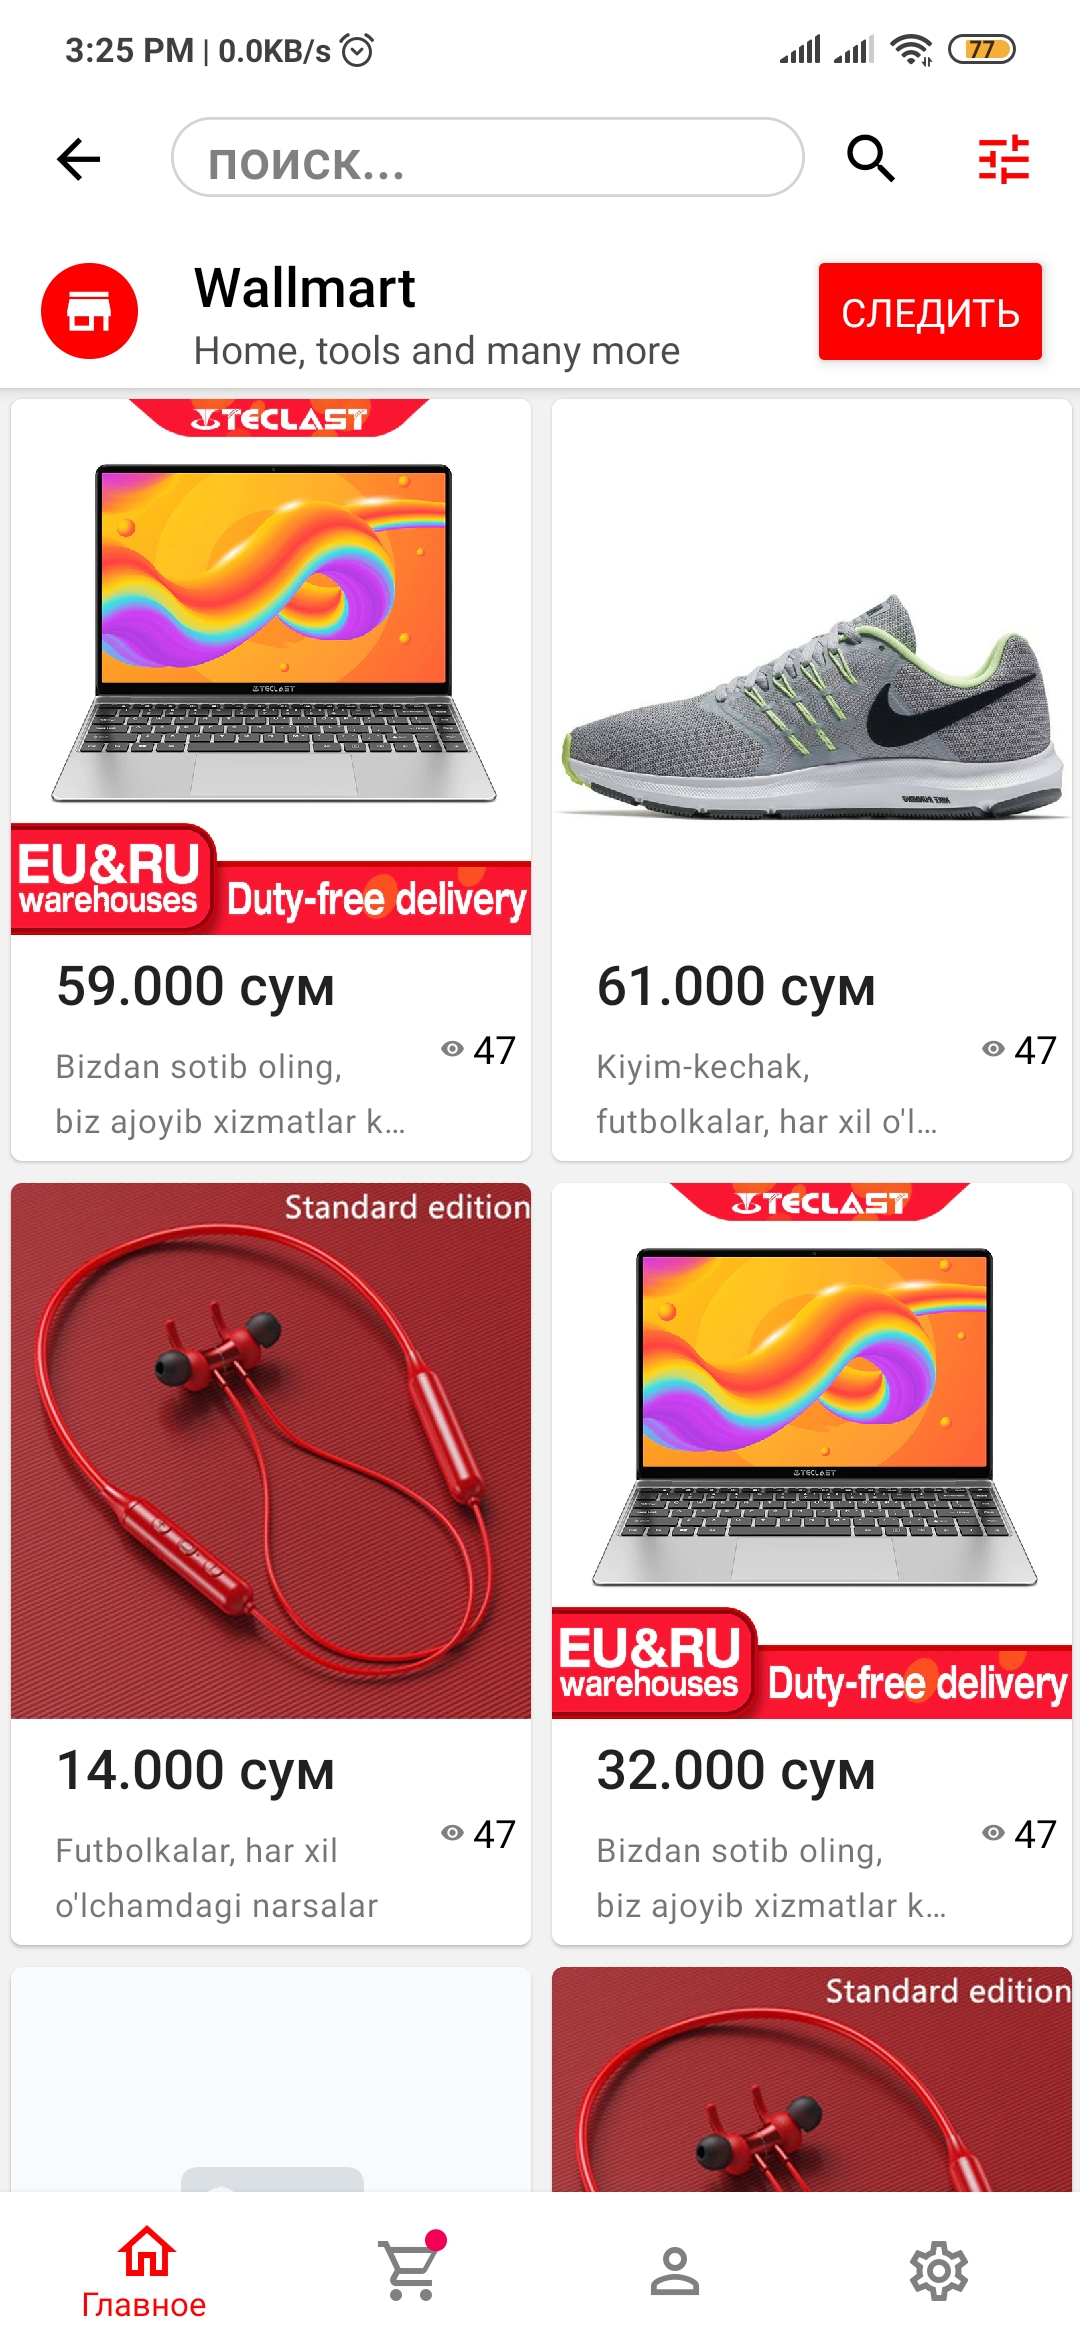 3:25 PM | 0.0KB/s
77
поиск...
Wallmart
Home, tools and many more
СЛЕДИТЬ
TECLAST
TECLAST
EU&RU
warehouses
Duty-free delivery
59.000 сум
47
Bizdan sotib oling,
biz ajoyib xizmatlar k…
61.000 сум
47
Kiyim-kechak,
futbolkalar, har xil o'l…
Standard edition
14.000 сум
47
Futbolkalar, har xil
o'lchamdagi narsalar
TECLAST
TECLAST
EU&RU
warehouses
Duty-free delivery
32.000 сум
47
Bizdan sotib oling,
biz ajoyib xizmatlar k…
Standard edition
Главное